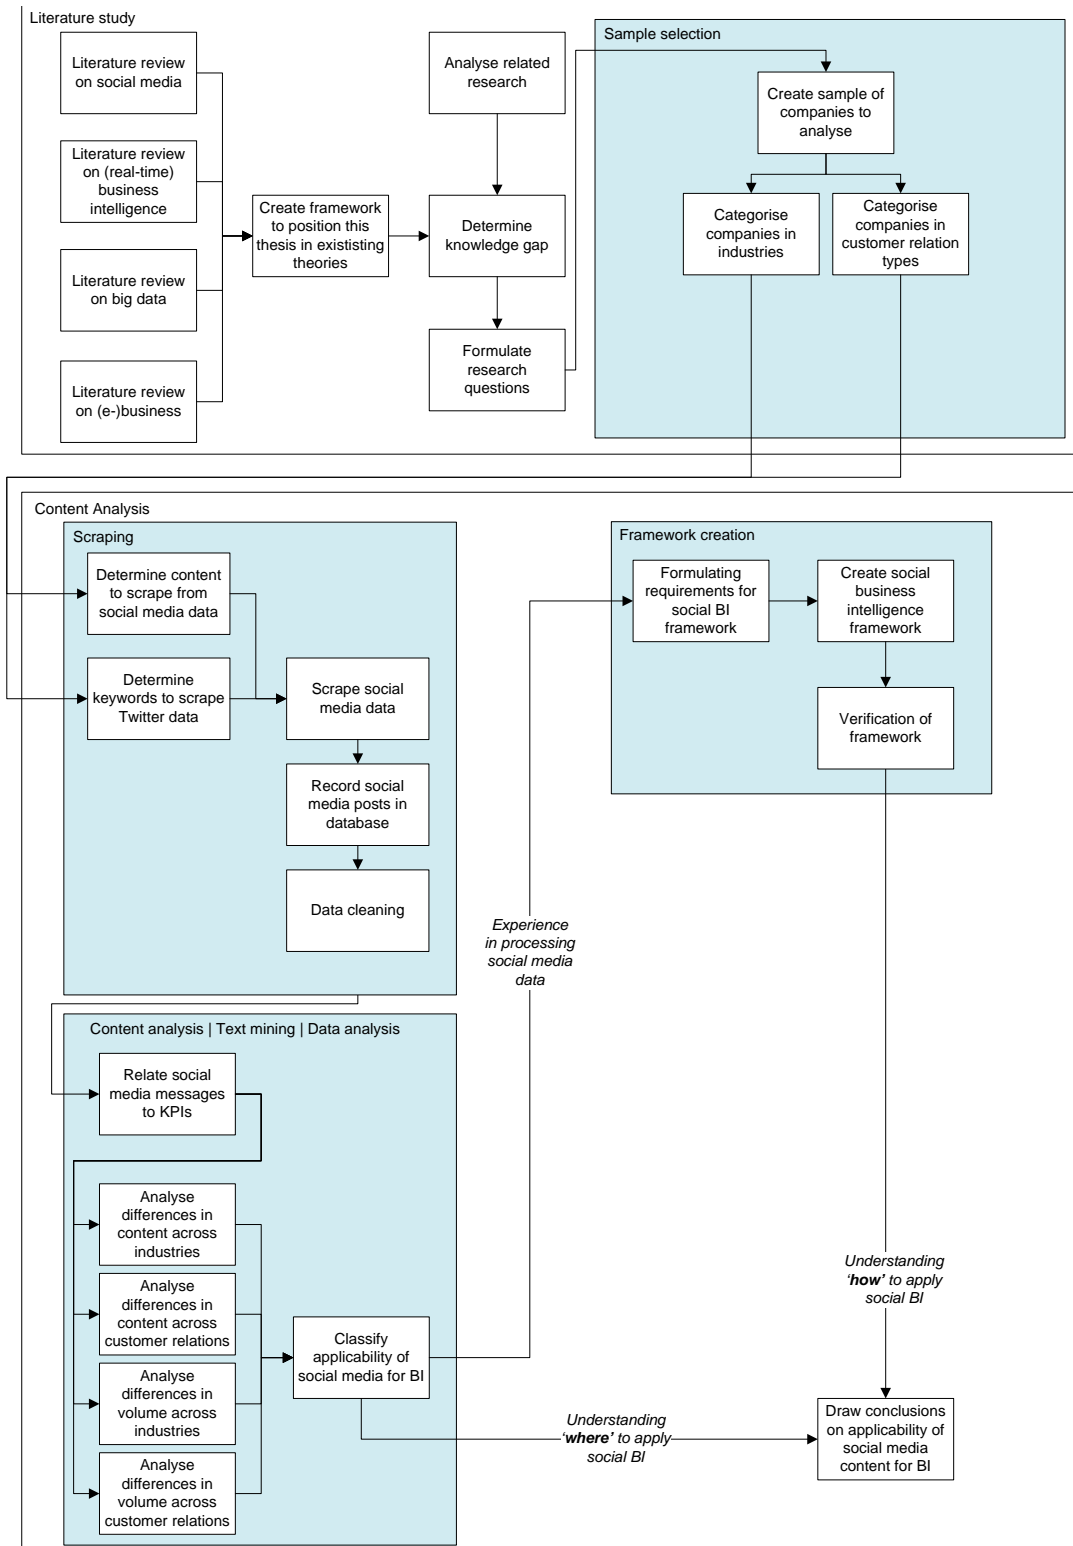 Literature study
Literature review
on social media
Literature review
on (real-time)
business
intelligence
Literature review
on big data
Literature review
on (e-)business
Create framework
to position this
thesis in exististing
theories
Analyse related
research
Determine
knowledge gap
Formulate
research
questions
Sample selection
Create sample of
companies to
analyse
Categorise
companies in
industries
Categorise
companies in
customer relation
types
Content Analysis
Scraping
Determine content
to scrape from
social media data
Determine
keywords to scrape
Twitter data
Scrape social
media data
Record social
media posts in
database
Data cleaning
Framework creation
Formulating
requirements for
social BI
framework
Create social
business
intelligence
framework
Verification of
framework
Experience
in processing
social media
data
Content analysis | Text mining | Data analysis
Relate social
media messages
to KPIs
Analyse
differences in
content across
industries
Analyse
differences in
content across
customer relations
Analyse
differences in
volume across
industries
Analyse
differences in
volume across
customer relations
Classify
applicability of
social media for BI
Understanding
'how' to apply
social BI
Understanding
'where' to apply
social BI
Draw conclusions
on applicability of
social media
content for BI